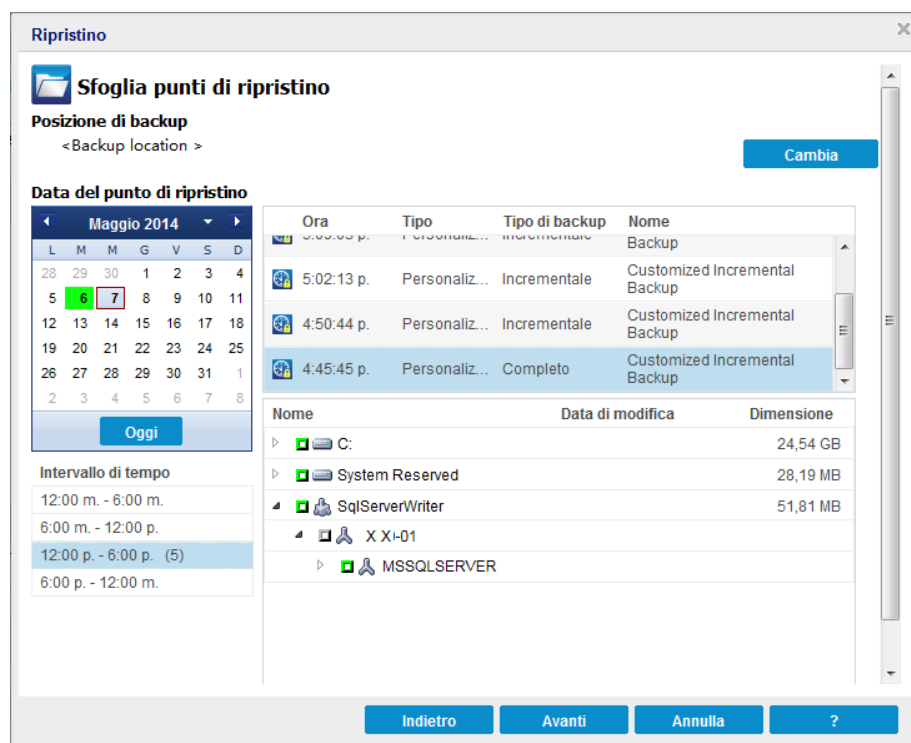 Ripristino
Sfoglia punti di ripristino
Posizione di backup
<Backup location >
Cambia
Data del punto di ripristino
Maggio 2014
L M M G V S D
28 29 30 1 2 3 4
5 6 7 8 9 10 11
12 13 14 15 16 17 18
19 20 21 22 23 24 25
26 27 28 29 30 31 1
2 3 4 5 6 7 8
Oggi
Intervallo di tempo
12:00 m. - 6:00 m.
6:00 m. - 12:00 p.
12:00 p. - 6:00 p. (5)
6:00 p. - 12:00 m.
Ora Tipo Tipo di backup Nome
Personaliz... Incrementale Backup
5:02:13 p. Personaliz... Incrementale Customized Incremental
Backup
4:50:44 p. Personaliz... Incrementale Customized Incremental
Backup
4:45:45 p. Personaliz... Completo Customized Incremental
Backup
Nome Data di modifica Dimensione
C: 24,54 GB
System Reserved 28,19 MB
SqlServerWriter 51,81 MB
X X-01
MSSQLSERVER
Indietro Avanti Annulla ?